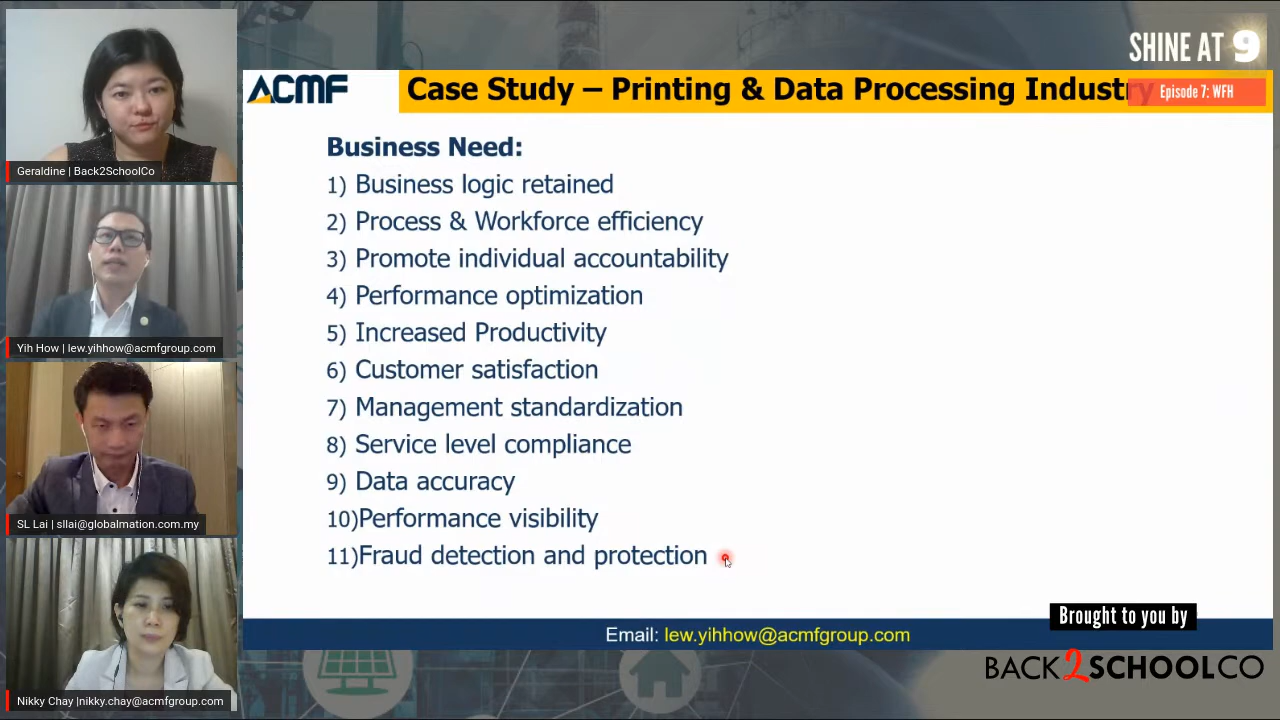 Geraldine | Back2SchoolCo
Yih How | lew.yihhow@acmfgroup.com
SL Lai | sllai@globalmation.com.my
Nikky Chay |nikky.chay@acmfgroup.com
SHINE AT 9
Episode 7: WFH
ACMF
Case Study – Printing & Data Processing Industry
Business Need:
1) Business logic retained
2) Process & Workforce efficiency
3) Promote individual accountability
4) Performance optimization
5) Increased Productivity
6) Customer satisfaction
7) Management standardization
8) Service level compliance
9) Data accuracy
10)Performance visibility
11)Fraud detection and protection
Email: lew.yihhow@acmfgroup.com
Brought to you by
BACK2SCHOOLCO